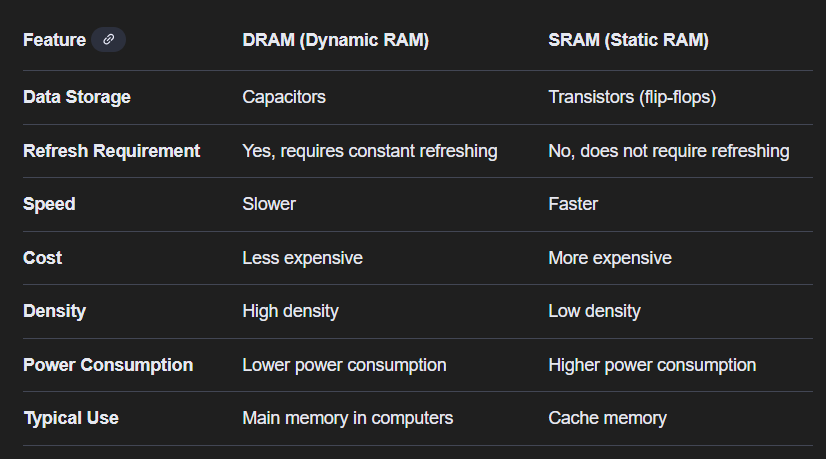 Feature DRAM (Dynamic RAM) SRAM (Static RAM)
Data Storage Capacitors Transistors (flip-flops)
Refresh Requirement Yes, requires constant refreshing No, does not require refreshing
Speed Slower Faster
Cost Less expensive More expensive
Density High density Low density
Power Consumption Lower power consumption Higher power consumption
Typical Use Main memory in computers Cache memory